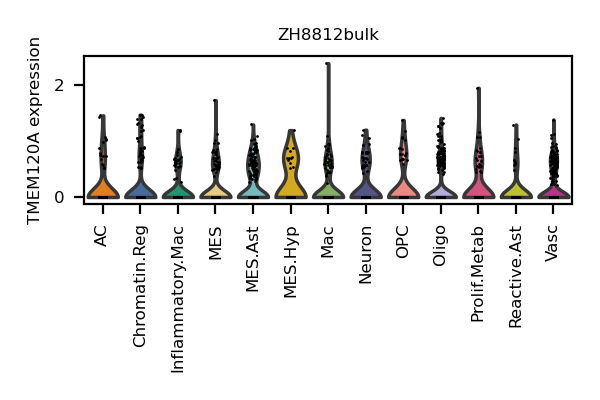 ZH8812bulk
TMEM120A expression
2
0
AC
Chromatin.Reg
Inflammatory.Mac
MES
MES.Ast
MES.Hyp
Mac
Neuron
OPC
Oligo
Prolif.Metab
Reactive.Ast
Vasc